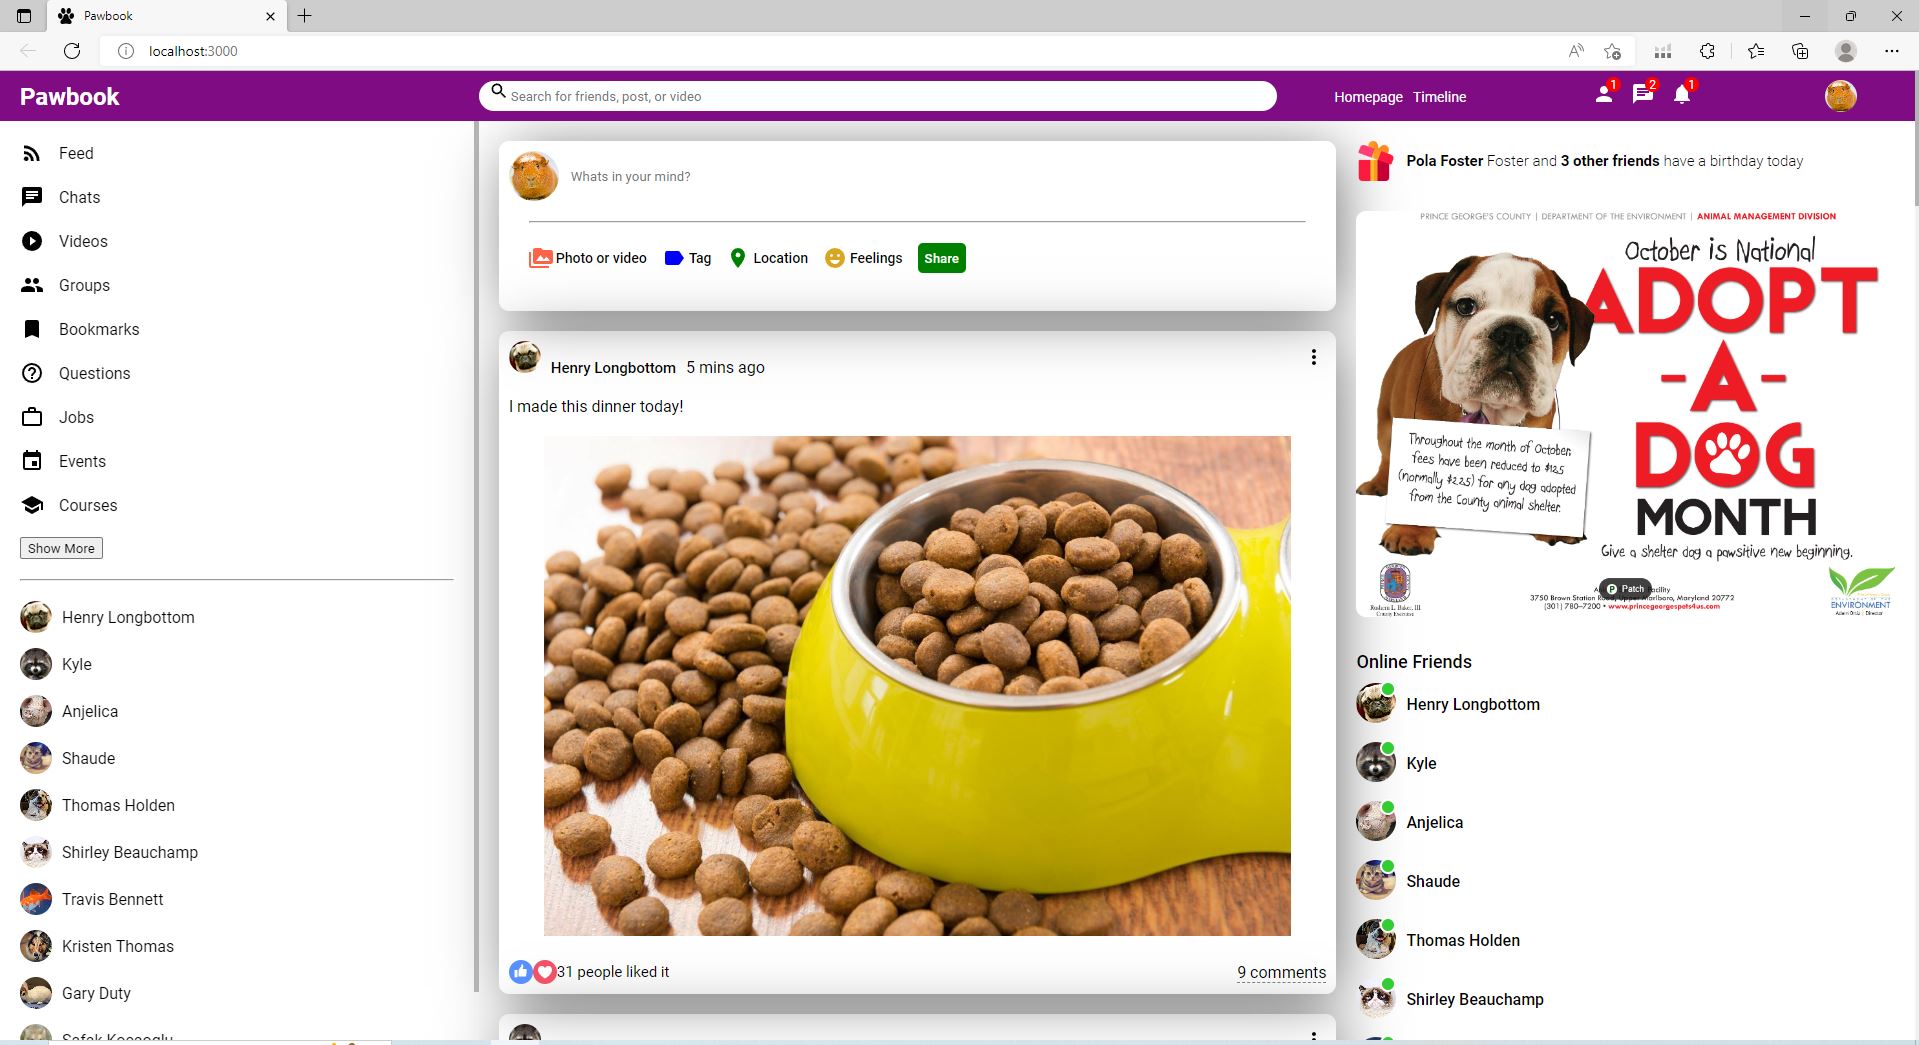 Pawbook
localhost:3000
Pawbook
Search for friends, post, or video
Homepage Timeline
1
2
1
Feed
Chats
Videos
Groups
Bookmarks
Questions
Jobs
Events
Courses
Show More
Henry Longbottom
Kyle
Anjelica
Shaude
Thomas Holden
Shirley Beauchamp
Travis Bennett
Kristen Thomas
Gary Duty
Safak Kocaoglu
Whats in your mind?
Photo or video
Tag
Location
Feelings
Share
Henry Longbottom 5 mins ago
I made this dinner today!
31 people liked it
9 comments
Pola Foster Foster and 3 other friends have a birthday today
PRINCE GEORGE'S COUNTY | DEPARTMENT OF THE ENVIRONMENT | ANIMAL MANAGEMENT DIVISION
October is National
ADOPT
-A-
DOG
MONTH
Give a shelter dog a pawsitive new beginning.
Throughout the month of October,
fees have been reduced to $125
(normally $225) for any dog adopted
from the County animal shelter.
Patch
3750 Brown Station Road, Upper Marlboro, Maryland 20772
(301) 780-7200 • www.princegeorgespets4us.com
Rushern L. Baker, III
County Executive
ENVIRONMENT
Online Friends
Henry Longbottom
Kyle
Anjelica
Shaude
Thomas Holden
Shirley Beauchamp